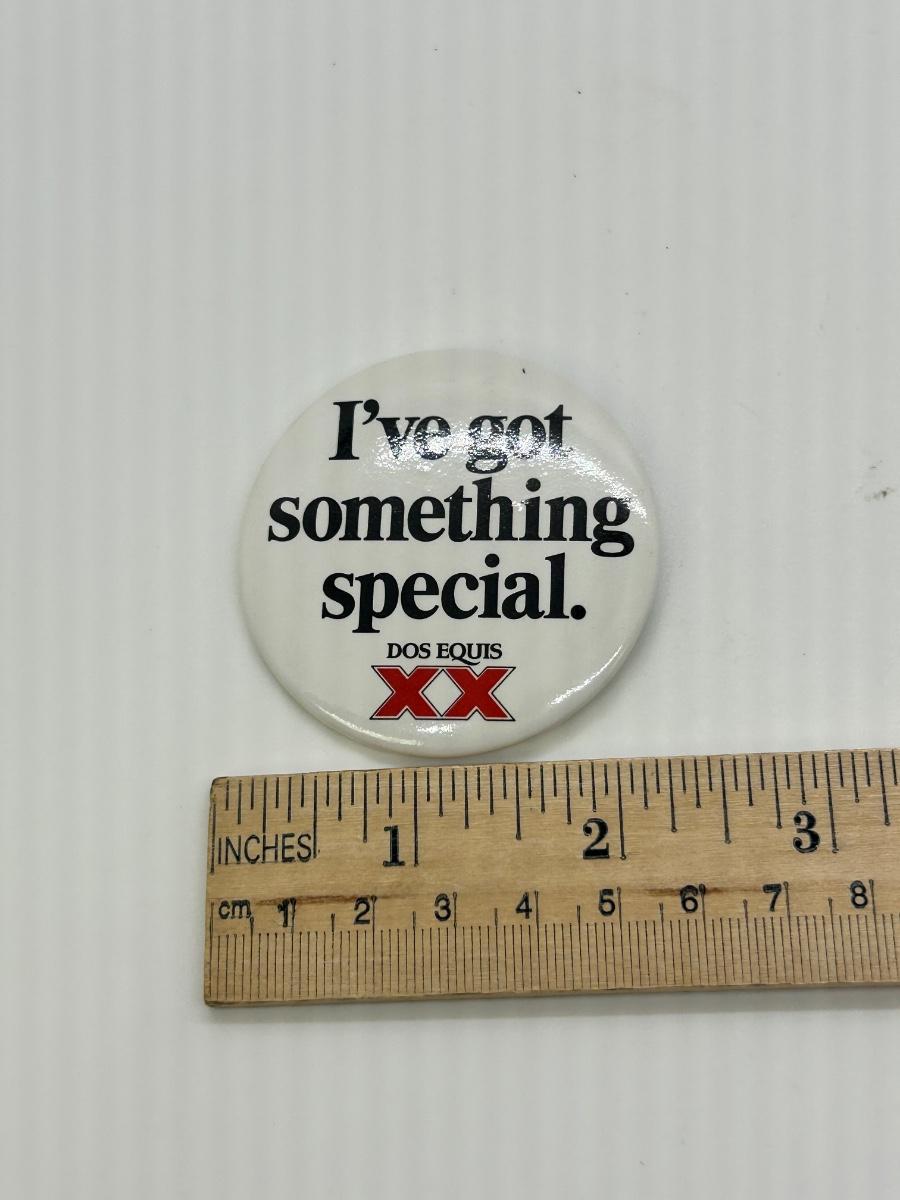 I've got
something
special.
DOS EQUIS
XX
1 2 3
INCHES
cm 1 2 3 4 5 6 7 8